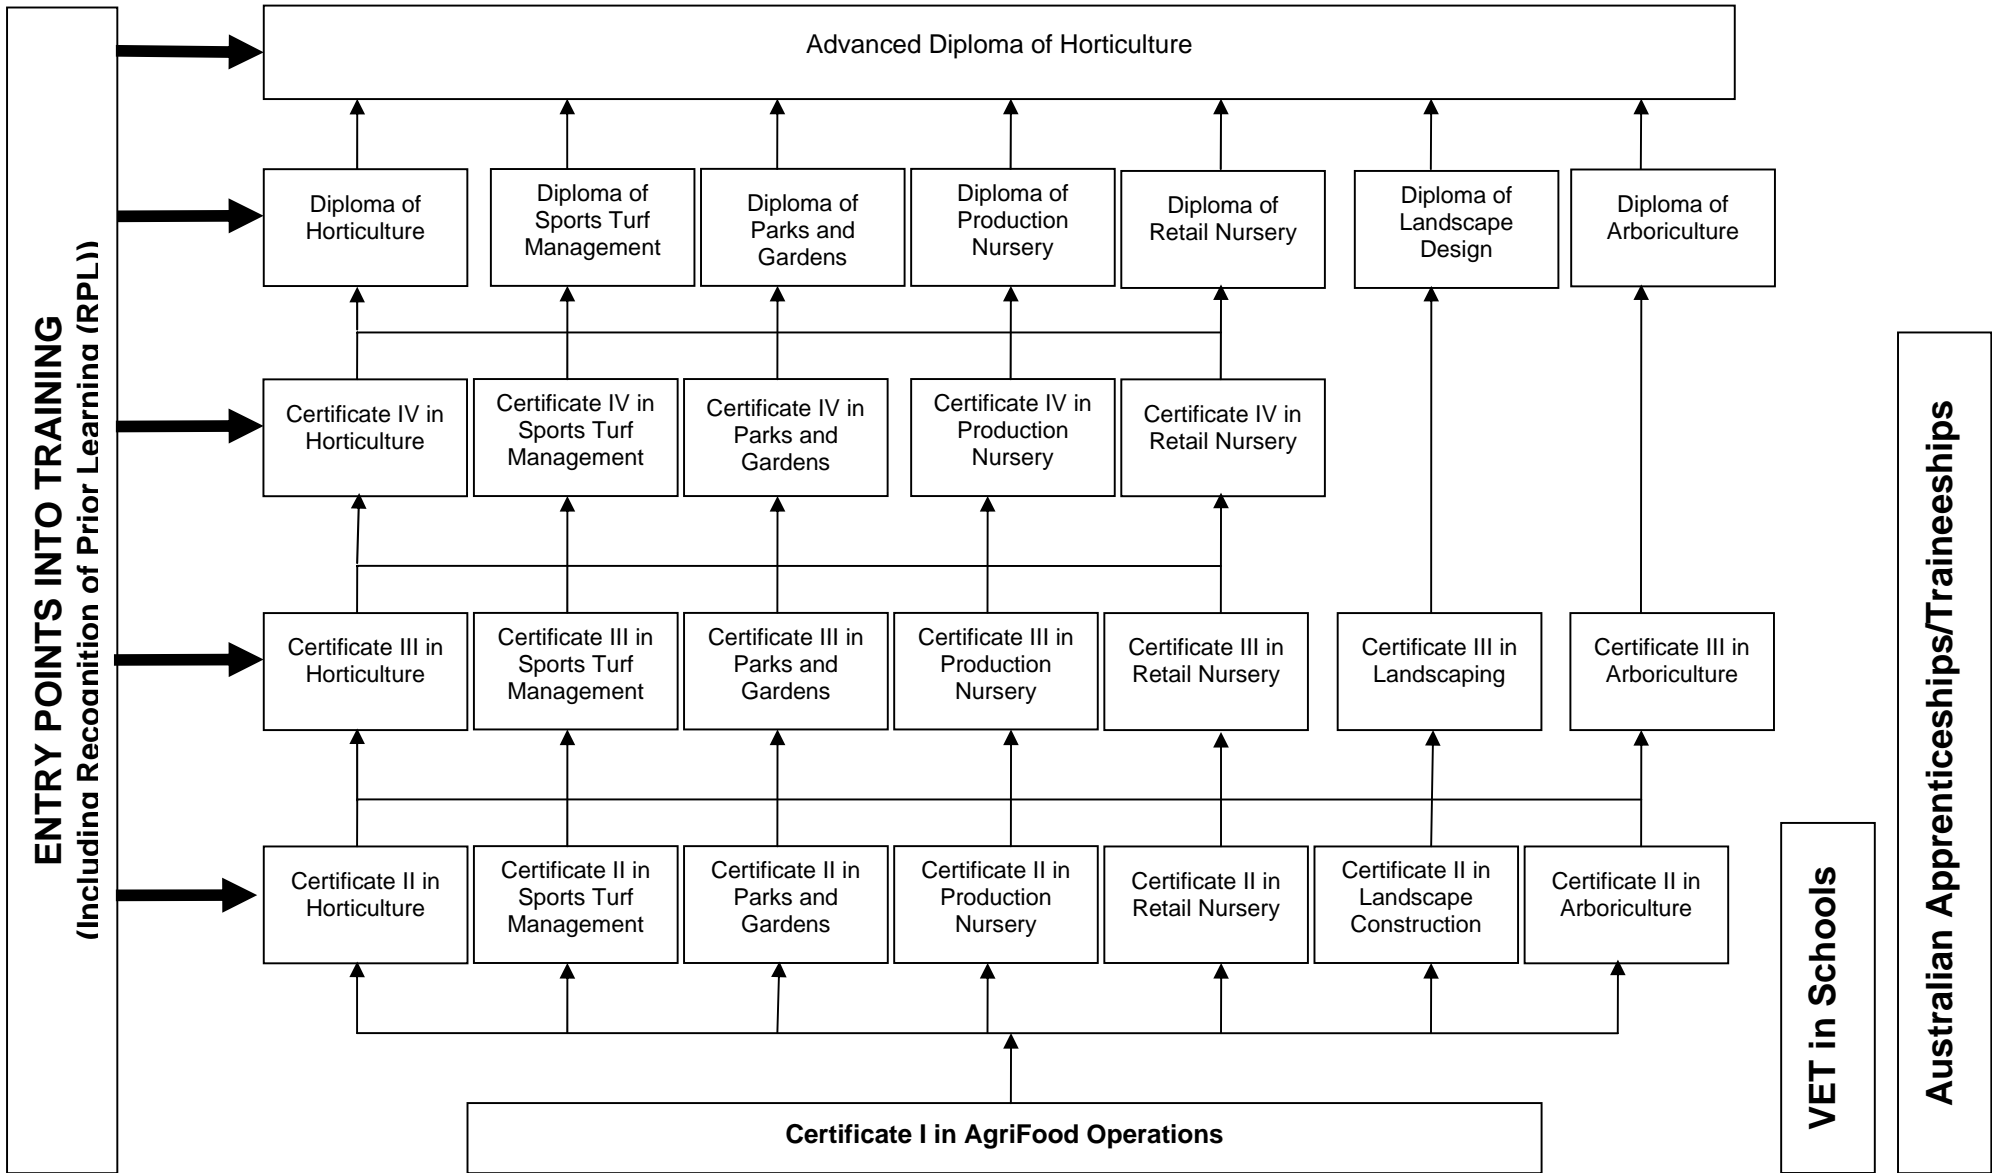 ENTRY POINTS INTO TRAINING
(Including Recognition of Prior Learning (RPL))
Advanced Diploma of Horticulture
Diploma of
Horticulture
Diploma of
Sports Turf
Management
Diploma of
Parks and
Gardens
Diploma of
Production
Nursery
Diploma of
Retail Nursery
Diploma of
Landscape
Design
Diploma of
Arboriculture
Certificate IV in
Horticulture
Certificate IV in
Sports Turf
Management
Certificate IV in
Parks and
Gardens
Certificate IV in
Production
Nursery
Certificate IV in
Retail Nursery
Certificate III in
Horticulture
Certificate III in
Sports Turf
Management
Certificate III in
Parks and
Gardens
Certificate III in
Production
Nursery
Certificate III in
Retail Nursery
Certificate III in
Landscaping
Certificate III in
Arboriculture
Certificate II in
Horticulture
Certificate II in
Sports Turf
Management
Certificate II in
Parks and
Gardens
Certificate II in
Production
Nursery
Certificate II in
Retail Nursery
Certificate II in
Landscape
Construction
Certificate II in
Arboriculture
Certificate I in AgriFood Operations
VET in Schools
Australian Apprenticeships/Traineeships